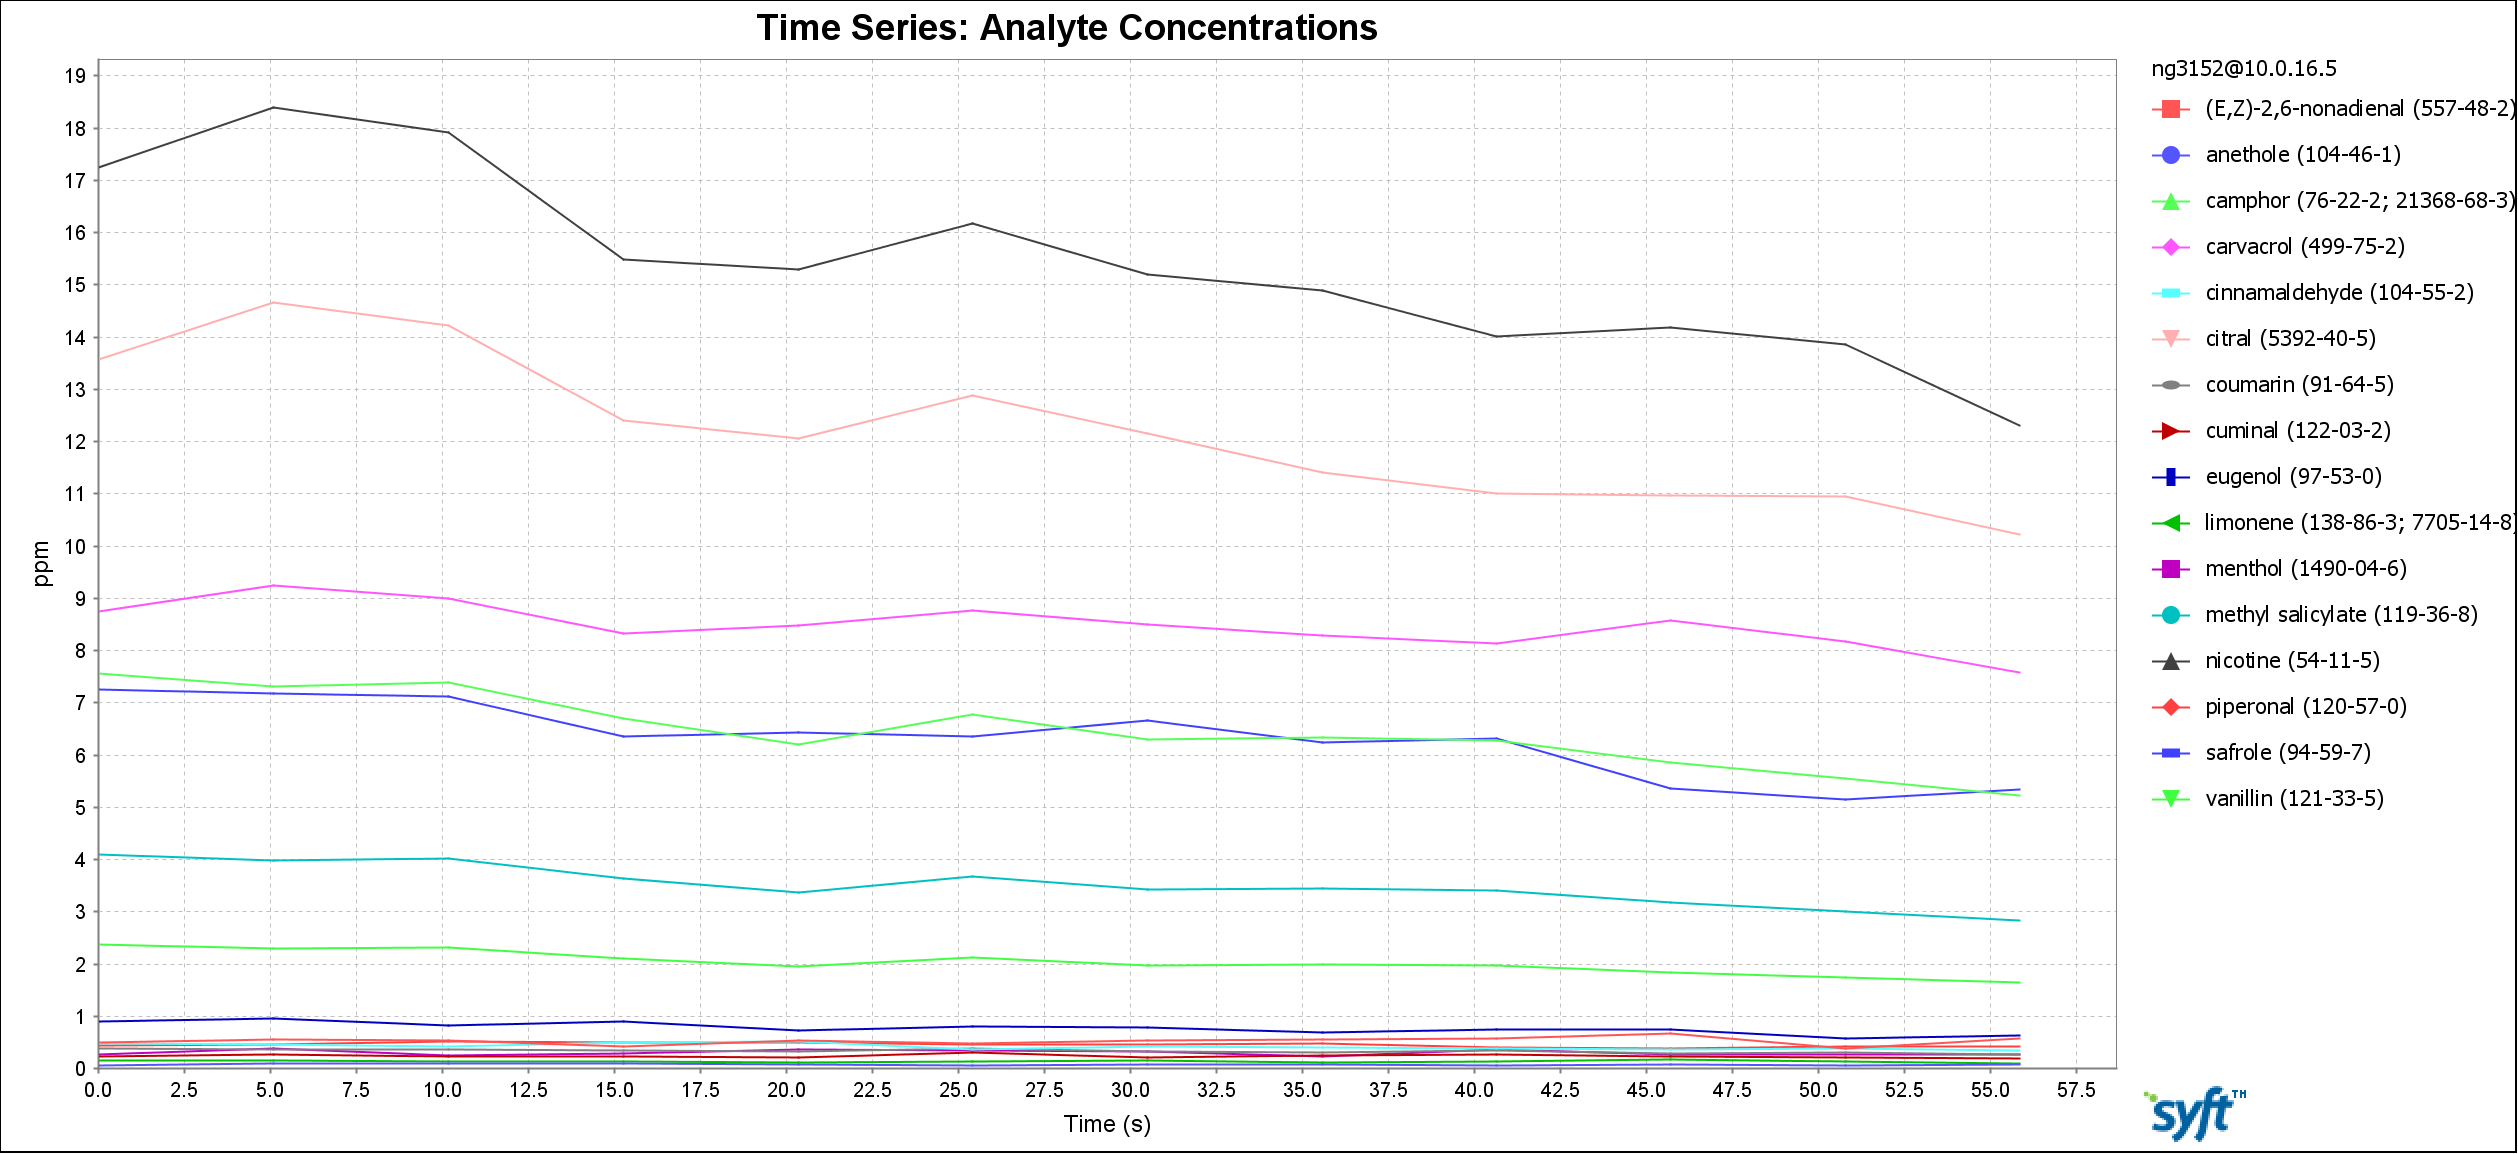 Time Series: Analyte Concentrations
19
18
17
16
15
14
13
12
11
10
9
8
7
6
5
4
3
2
1
0
ppm
0.0 2.5 5.0 7.5 10.0 12.5 15.0 17.5 20.0 22.5 25.0 27.5 30.0 32.5 35.0 37.5 40.0 42.5 45.0 47.5 50.0 52.5 55.0 57.5
Time (s)
ng3152@10.0.16.5
(E,Z)-2,6-nonadienal (557-48-2)
anethole (104-46-1)
camphor (76-22-2; 21368-68-3)
carvacrol (499-75-2)
cinnamaldehyde (104-55-2)
citral (5392-40-5)
coumarin (91-64-5)
cuminal (122-03-2)
eugenol (97-53-0)
limonene (138-86-3; 7705-14-8)
menthol (1490-04-6)
methyl salicylate (119-36-8)
nicotine (54-11-5)
piperonal (120-57-0)
safrole (94-59-7)
vanillin (121-33-5)
syft™